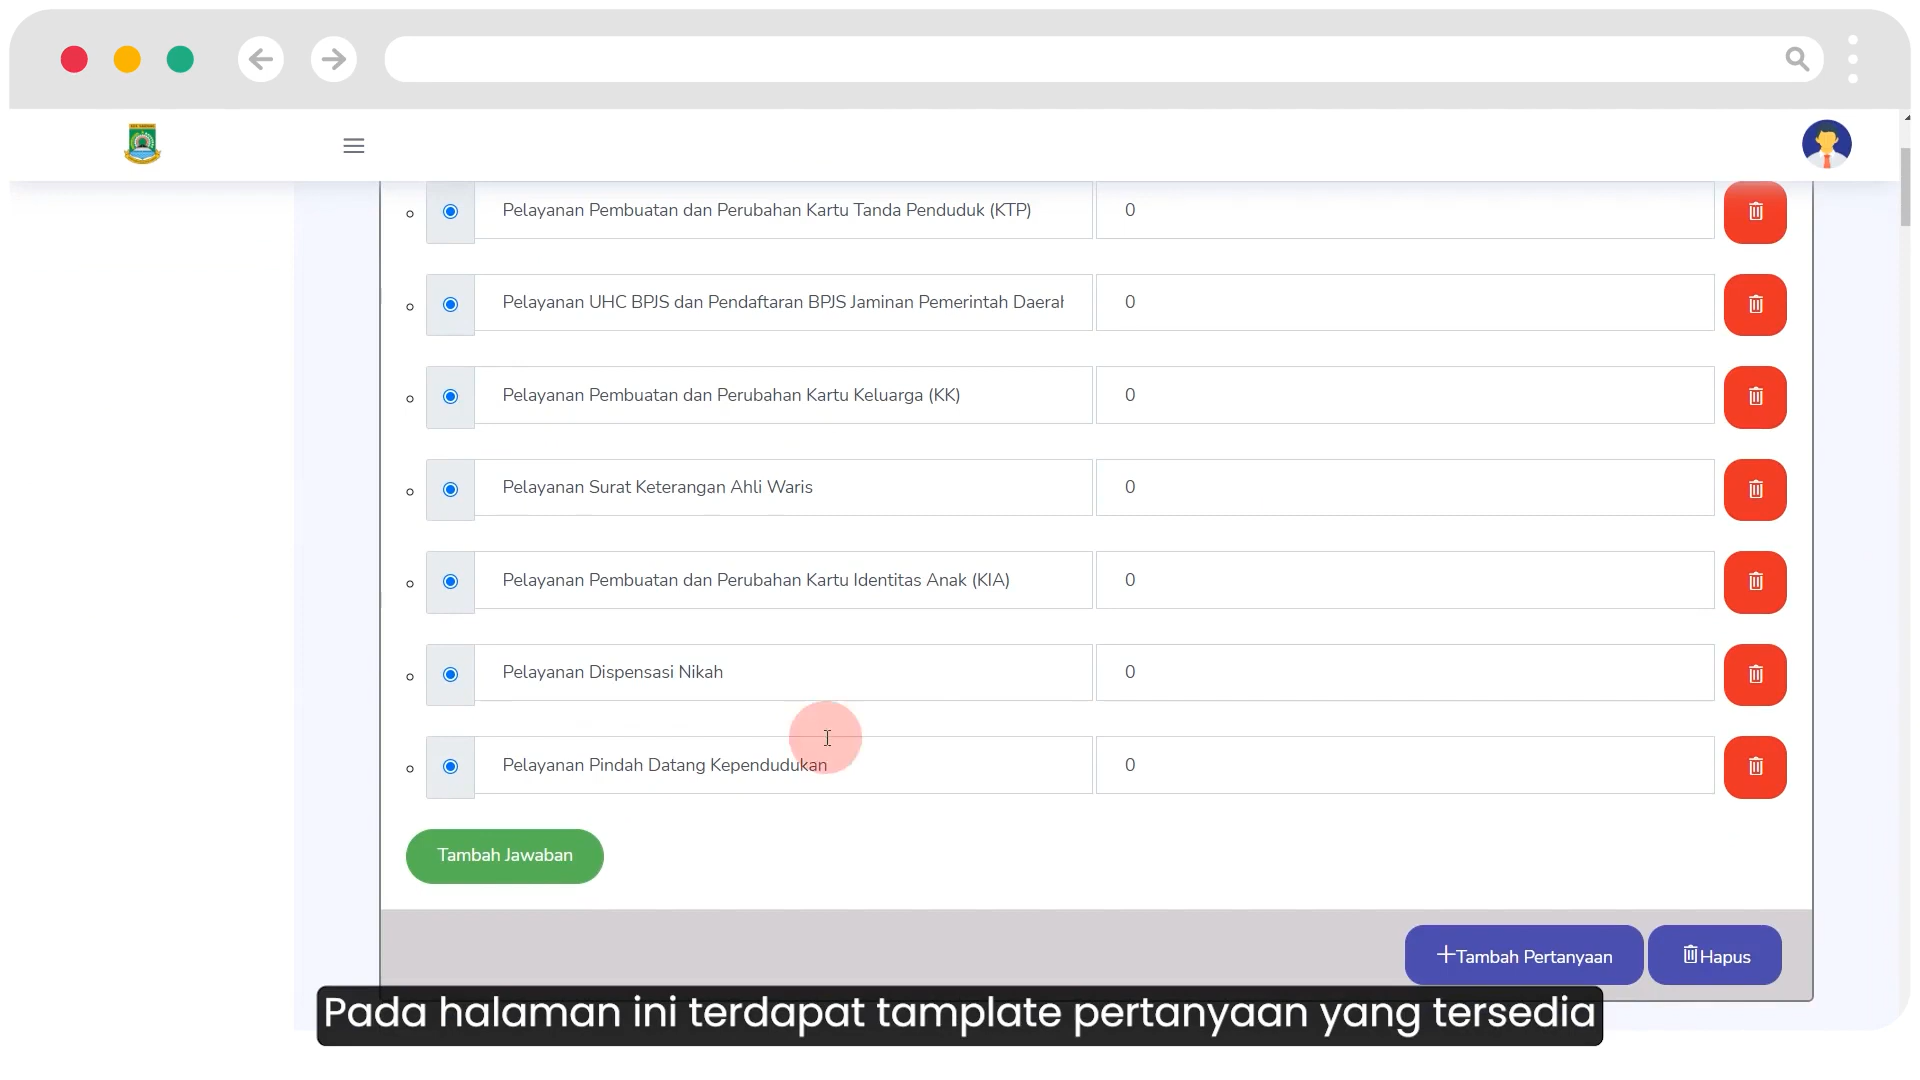 Pelayanan Pembuatan dan Perubahan Kartu Tanda Penduduk (KTP) 0
Pelayanan UHC BPJS dan Pendaftaran BPJS Jaminan Pemerintah 0
Pelayanan Pembuatan dan Perubahan Kartu Keluarga (KK) 0
Pelayanan Surat Keterangan Ahli Waris 0
Pelayanan Pembuatan dan Perubahan Kartu Identitas Anak (KIA) 0
Pelayanan Dispensasi Nikah 0
Pelayanan Pindah Datang Kependudukan 0
Tambah Jawaban
+Tambah Pertanyaan Hapus
Pada halaman ini terdapat tamplate pertanyaan yang tersedia